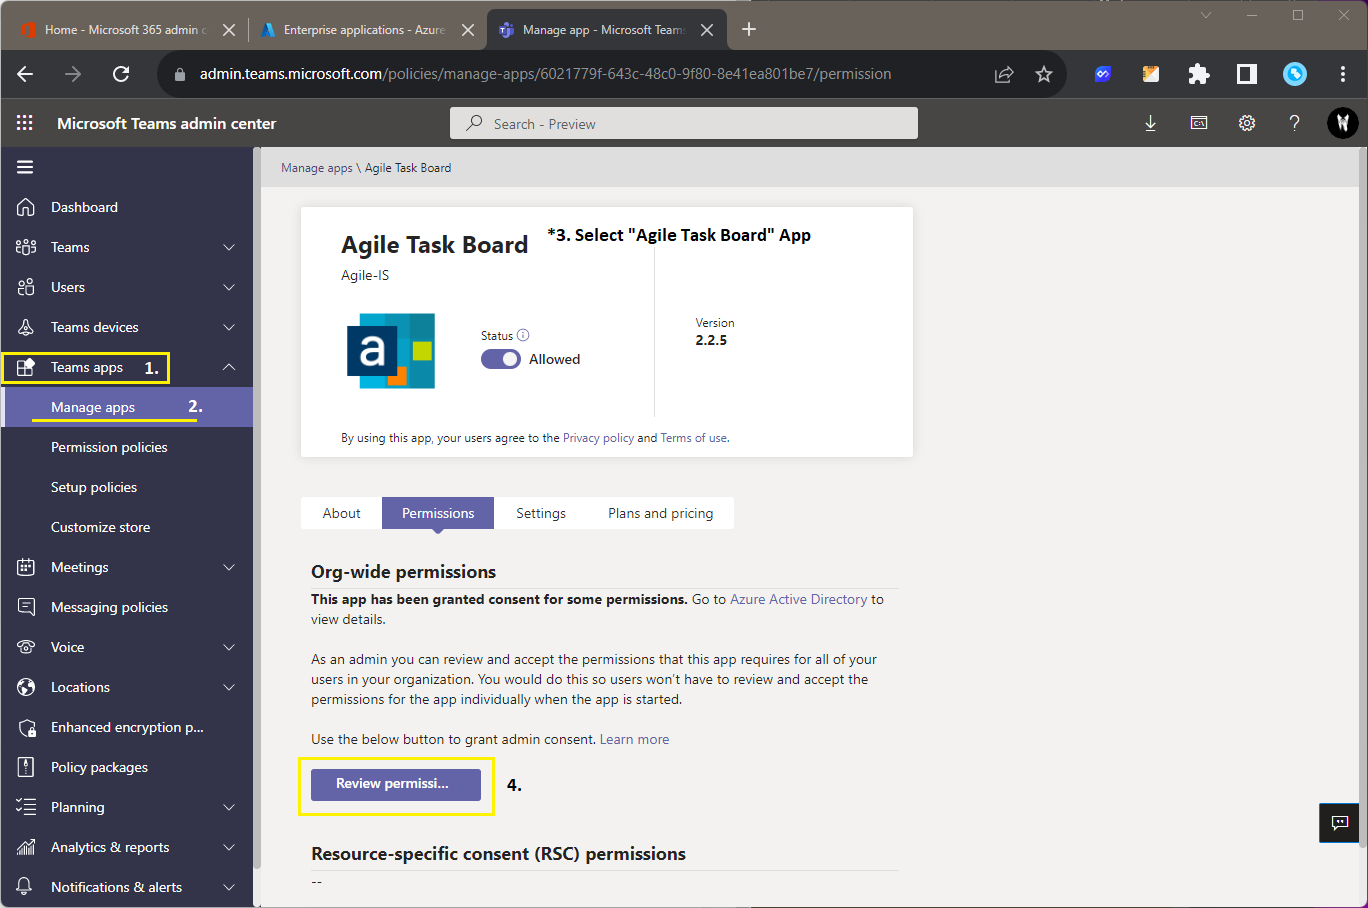 Home - Microsoft 365 admin c
Enterprise applications - Azure
Manage app - Microsoft Teams
admin.teams.microsoft.com/policies/manage-apps/6021779f-643c-48c0-9f80-8e41ea801be7/permission
Microsoft Teams admin center
Search - Preview
Manage apps \ Agile Task Board
Dashboard
Teams
Users
Teams devices
Teams apps 1.
Manage apps 2.
Permission policies
Setup policies
Customize store
Meetings
Messaging policies
Voice
Locations
Enhanced encryption p...
Policy packages
Planning
Analytics & reports
Notifications & alerts
Agile Task Board
*3. Select "Agile Task Board" App
Agile-IS
a
Status
Allowed
Version
2.2.5
By using this app, your users agree to the Privacy policy and Terms of use.
About Permissions Settings Plans and pricing
Org-wide permissions
This app has been granted consent for some permissions. Go to Azure Active Directory to
view details.
As an admin you can review and accept the permissions that this app requires for all of your
users in your organization. You would do this so users won't have to review and accept the
permissions for the app individually when the app is started.
Use the below button to grant admin consent. Learn more
Review permissi... 4.
Resource-specific consent (RSC) permissions
--